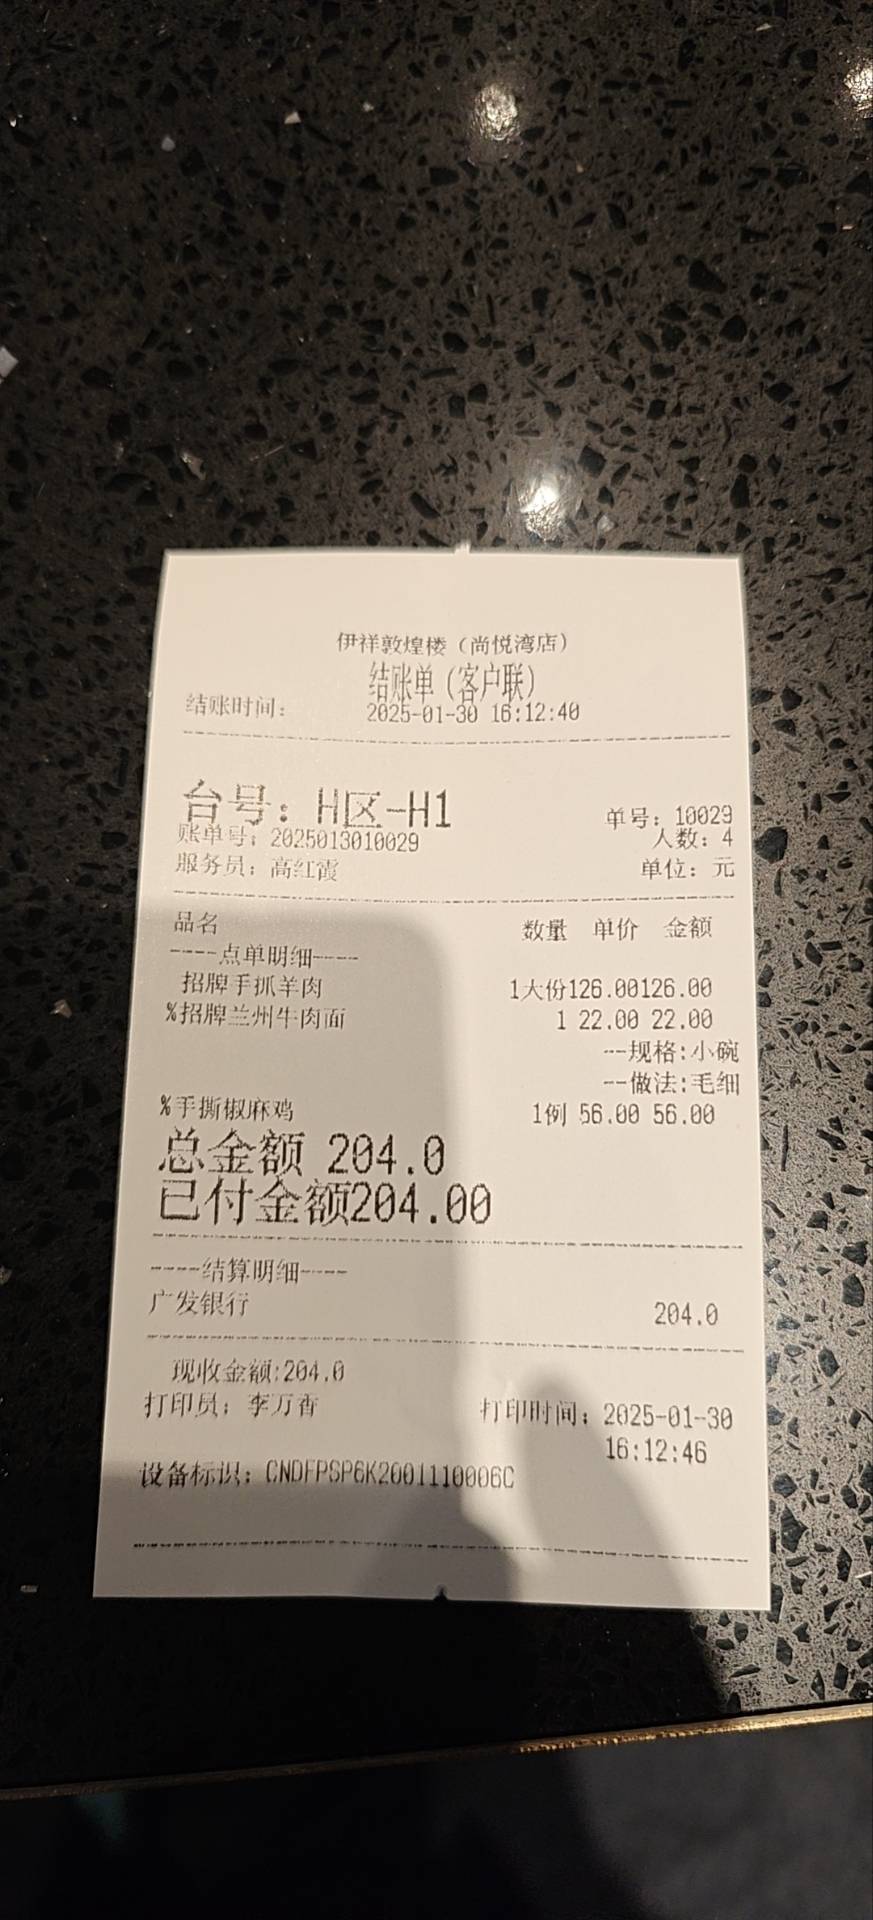 伊祥敦煌楼（尚悦湾店）
结账单（客户联）
结账时间： 2025-01-30 16:12:40
台号：H区-H1
单号：10029
账单号：2025013010029 人数：4
服务员：高红霞 单位：元
品名 数量 单价 金额
----点单明细----
招牌手抓羊肉 1大份126.00126.00
%招牌兰州牛肉面 1 22.00 22.00
--规格:小碗
--做法:毛细
%手撕椒麻鸡 1例 56.00 56.00
总金额 204.0
已付金额204.00
----结算明细----
广发银行 204.0
现收金额:204.0
打印员：李万香 打印时间：2025-01-30
16:12:46
设备标识：CNDFPSP6K2001110006C